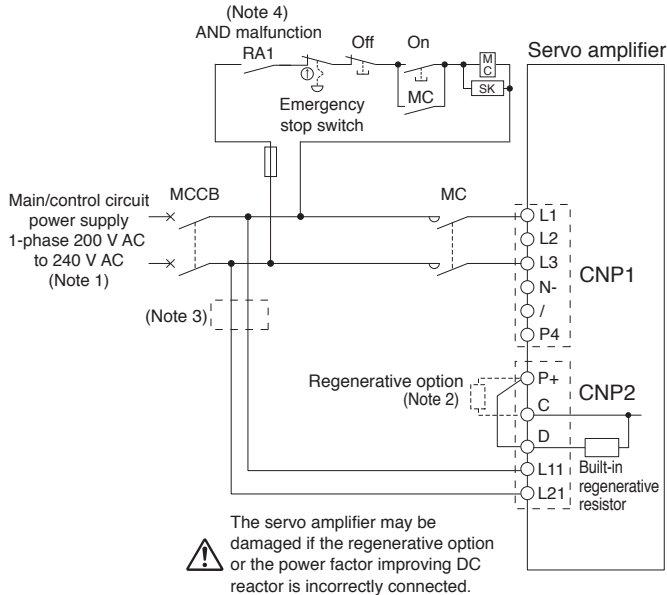 (Note 4)
AND malfunction
RA1
Off
On
Emergency
stop switch
MC
M
C
SK
Servo amplifier
Main/control circuit
power supply
1-phase 200 V AC
to 240 V AC
(Note 1)
MCCB
MC
L1
L2
L3
N-
/
P4
CNP1
(Note 3)
Regenerative option
(Note 2)
P+
C
D
L11
L21
CNP2
Built-in
regenerative
resistor
The servo amplifier may be
damaged if the regenerative option
or the power factor improving DC
reactor is incorrectly connected.